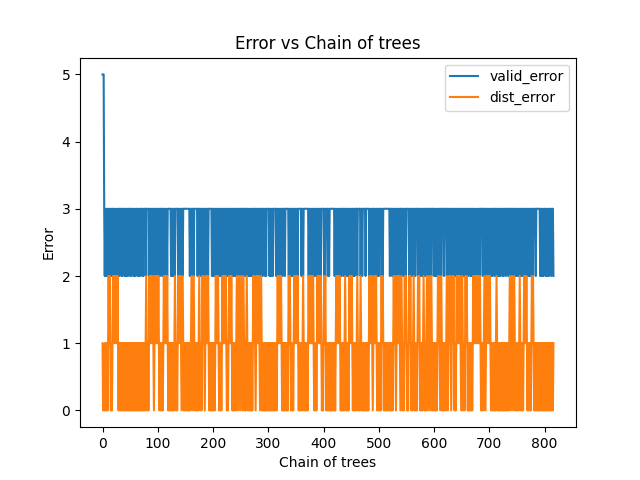 Error vs Chain of trees
valid_error
dist_error
5
4
3
2
1
0
Error
0 100 200 300 400 500 600 700 800
Chain of trees